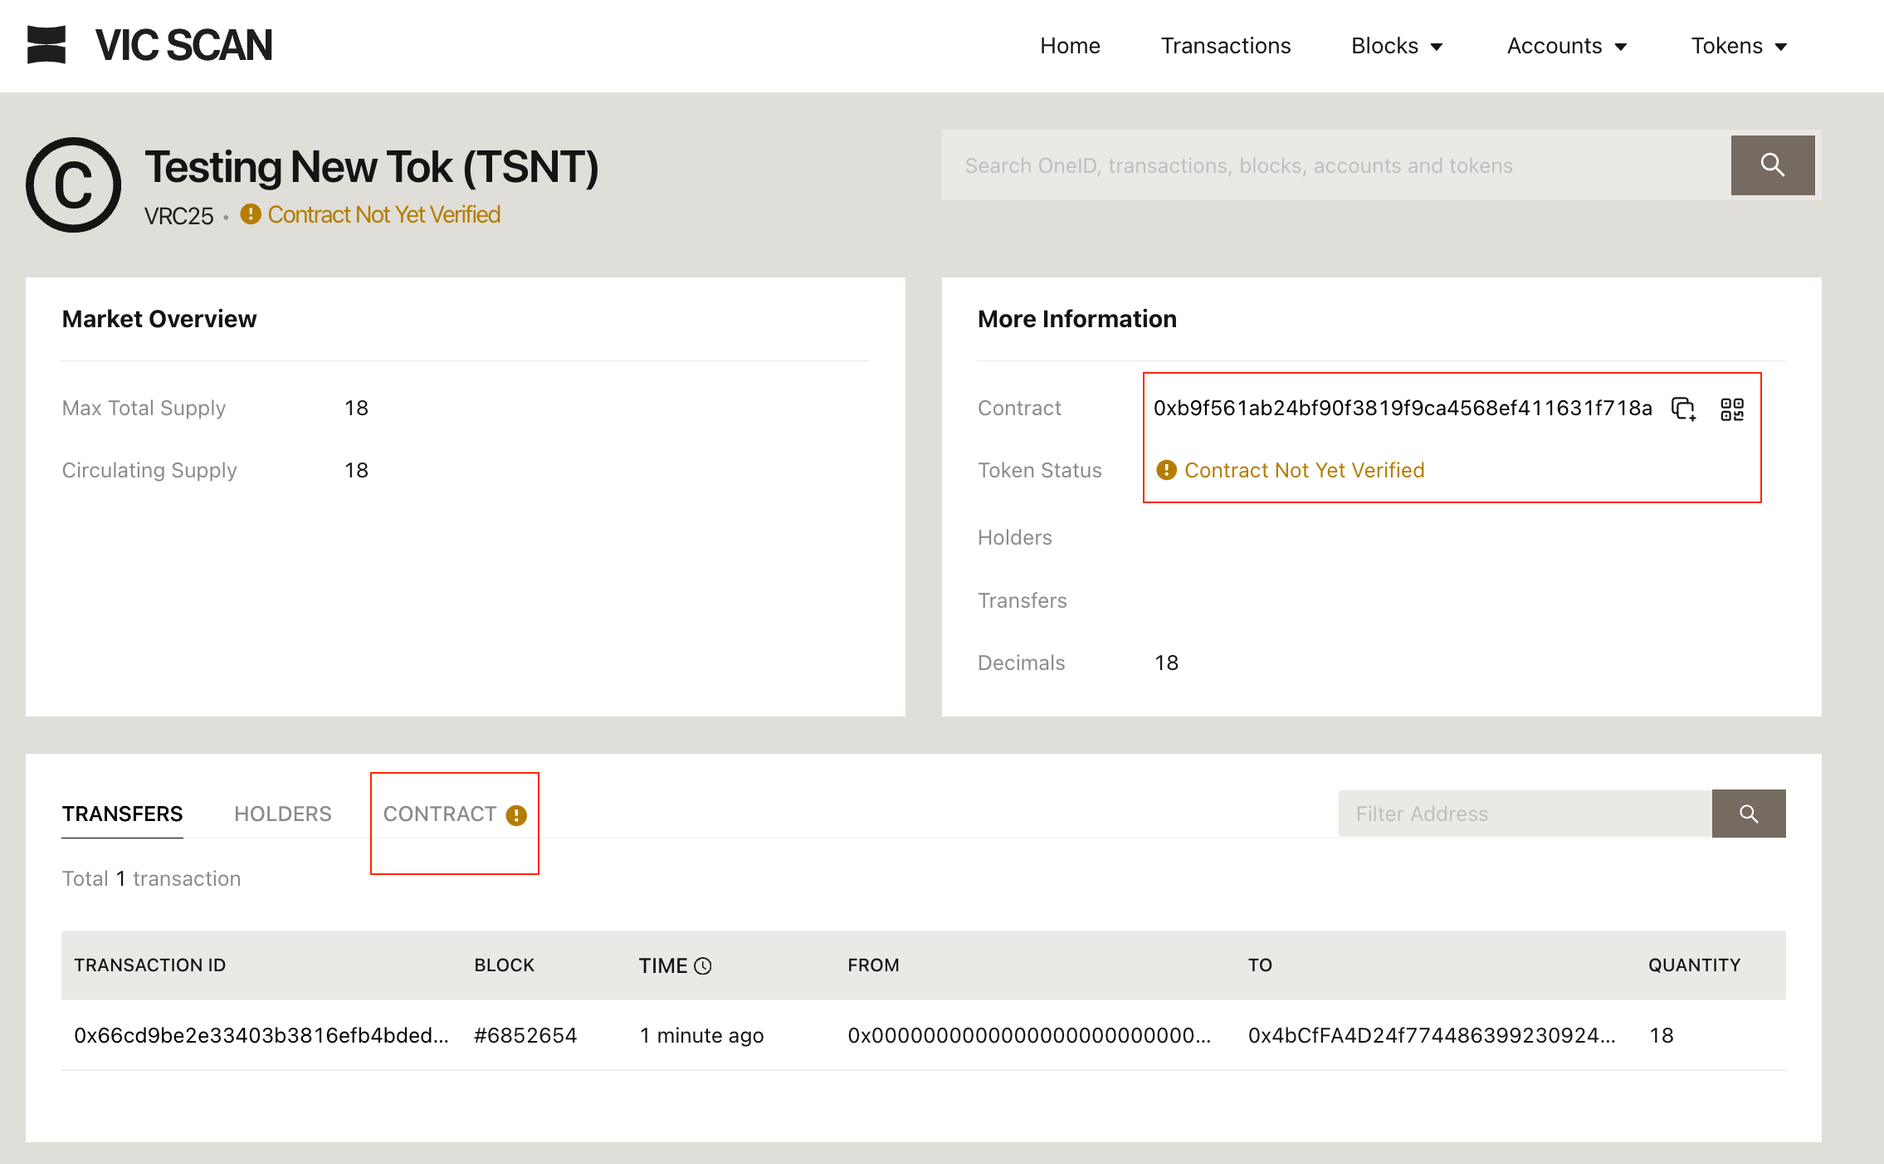 VIC SCAN
Home Transactions Blocks Accounts Tokens
Testing New Tok (TSNT)
VRC25 • Contract Not Yet Verified
Search OneID, transactions, blocks, accounts and tokens
Market Overview
Max Total Supply 18
Circulating Supply 18
More Information
Contract 0xb9f561ab24bf90f3819f9ca4568ef411631f718a
Token Status Contract Not Yet Verified
Holders
Transfers
Decimals 18
TRANSFERS HOLDERS CONTRACT
Filter Address
Total 1 transaction
TRANSACTION ID BLOCK TIME FROM TO QUANTITY
0x66cd9be2e33403b3816efb4bded... #6852654 1 minute ago 0x0000000000000000000000000... 0x4bCfFA4D24f774486399230924... 18